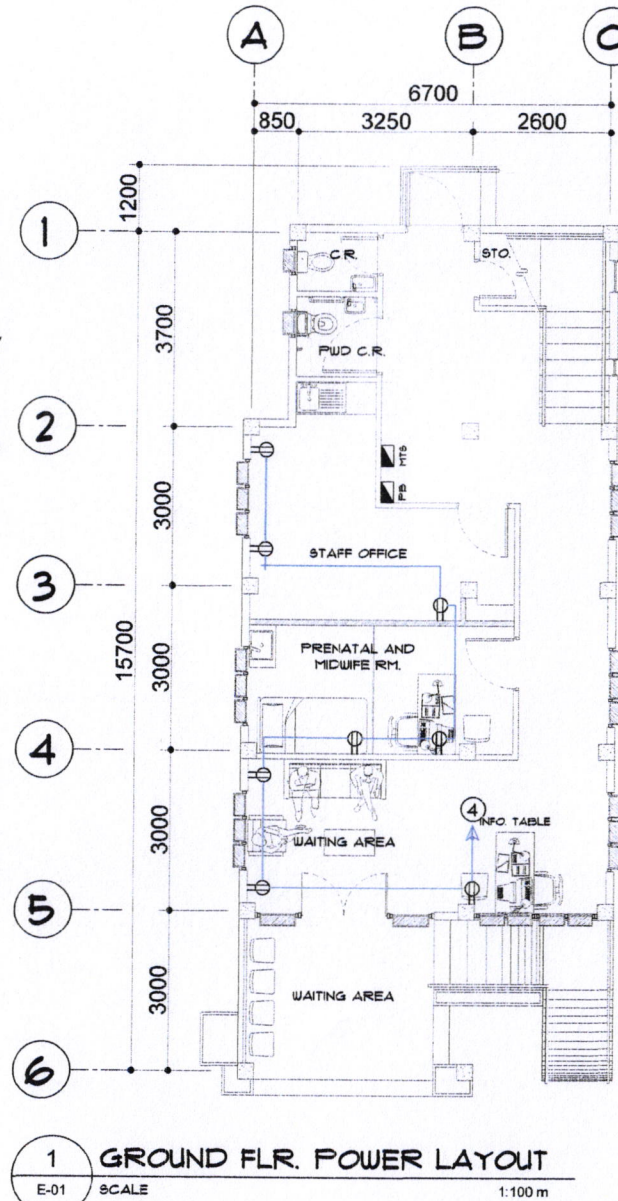 A B C
6700
850 3250 2600
1200
1
C.R.
STO.
3700
PWD C.R.
2
MTS
PB
3000
STAFF OFFICE
3
15700
PRENATAL AND
MIDWIFE RM.
3000
4
4
INFO. TABLE
3000
WAITING AREA
5
WAITING AREA
3000
6
1 GROUND FLR. POWER LAYOUT
E-01 SCALE 1:100 m